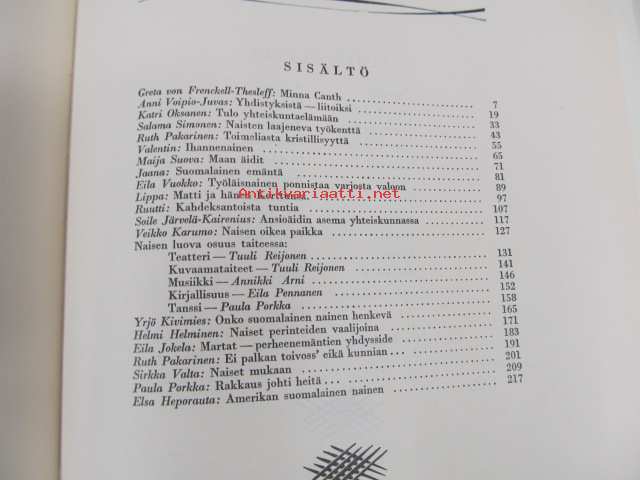 SISÄLTÖ
Greta von Frenckell-Thesleff: Minna Canth 7
Anni Voipio-Juvas: Yhdistyksistä — liitoiksi 19
Katri Oksanen: Tulo yhteiskuntaelämään 33
Salama Simonen: Naisten laajeneva työkenttä 43
Ruth Pakarinen: Toimeliasta kristillisyyttä 55
Valentin: Ihannenainen 65
Maija Suova: Maan äidit 71
Jaana: Suomalainen emäntä 81
Eila Vuokko: Työläisnainen ponnistaa varjosta valoon 89
Lippa: Matti ja hänen Kerttunsa 97
Ruutti: Kahdeksantoista tuntia 107
Soile Järvelä-Kairenius: Ansioäidin asema yhteiskunnassa 117
Veikko Karumo: Naisen oikea paikka 127
Naisen luova osuus taiteessa:
Teatteri — Tuuli Reijonen 131
Kuvaamataiteet — Tuuli Reijonen 141
Musiikki — Annikki Arni 146
Kirjallisuus — Eila Pennanen 152
Tanssi — Paula Porkka 158
Yrjö Kivimies: Onko suomalainen nainen henkevä 165
Helmi Helminen: Naiset perinteiden vaalijoina 171
Eila Jokela: Martat — perheenemäntien yhdysside 183
Ruth Pakarinen: Ei palkan toivoss' eikä kunnian . . . 191
Sirkka Valta: Naiset mukaan 201
Paula Porkka: Rakkaus johti heitä . . . 209
Elsa Heporauta: Amerikan suomalainen nainen 217
Antikvariaatti.net